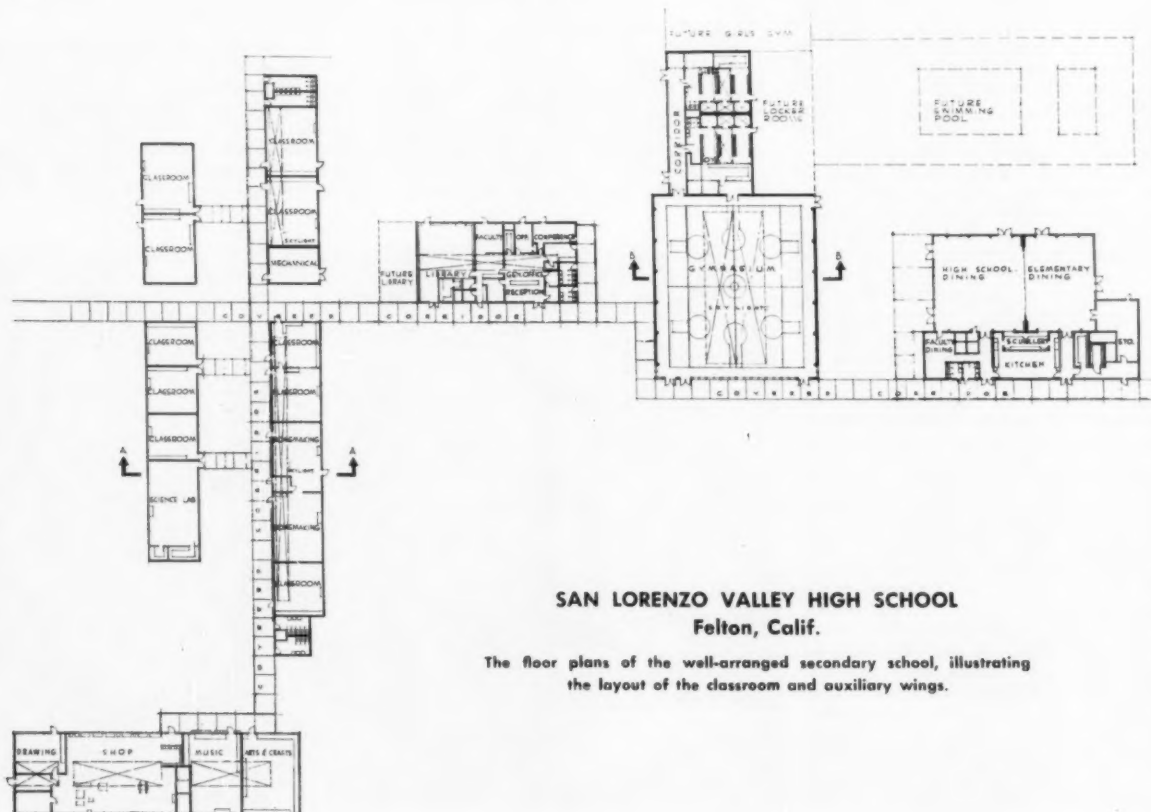 FUTURE GIRLS GYM
CLASSROOM
CLASSROOM
SKYLIGHT
MECHANICAL
CLASSROOM
CLASSROOM
CORRIDOR
FUTURE
LOCKER
ROOMS
FUTURE
SWIMMING
POOL
FUTURE
LIBRARY
LIBRARY
FACULTY
OFF.
CONFERENCE
GEN. OFFICE
RECEPTION
B
B
GYMNASIUM
SKYLIGHTS
HIGH SCHOOL
DINING
ELEMENTARY
DINING
FACULTY
DINING
SCULLERY
KITCHEN
STO.
COVERED CORRIDOR
COVERED CORRIDOR
CLASSROOM
CLASSROOM
CLASSROOM
SCIENCE LAB
CLASSROOM
CLASSROOM
HOMEMAKING
SKYLIGHT
HOMEMAKING
CLASSROOM
A
A
DRAWING
SHOP
MUSIC
ARTS & CRAFTS
SAN LORENZO VALLEY HIGH SCHOOL
Felton, Calif.
The floor plans of the well-arranged secondary school, illustrating
the layout of the classroom and auxiliary wings.